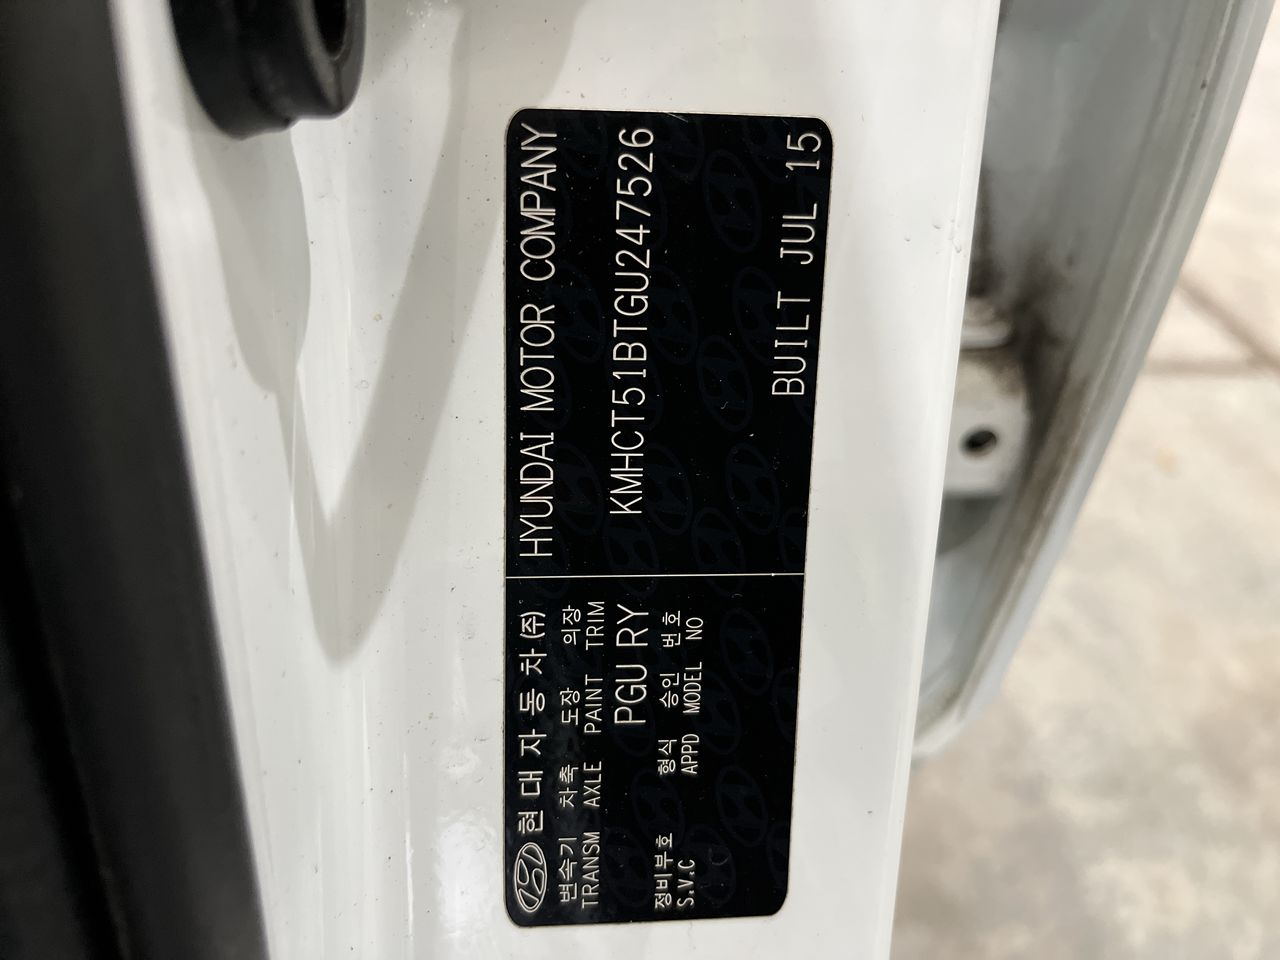 현대자동차(주)
변속기 차축 도장 의장
TRANSM AXLE PAINT TRIM
PGU RY
정비부호 형식 승인 번호
S.V.C APPD MODEL NO
HYUNDAI MOTOR COMPANY
KMHCT51BTGU247526
BUILT JUL 15